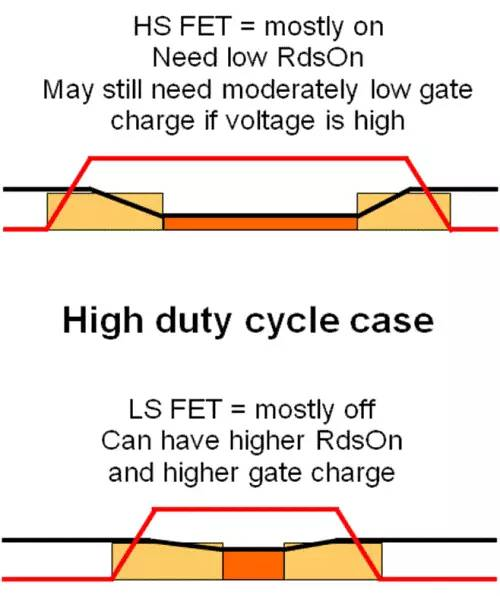 HS FET = mostly on
Need low RdsOn
May still need moderately low gate
charge if voltage is high
High duty cycle case
LS FET = mostly off
Can have higher RdsOn
and higher gate charge